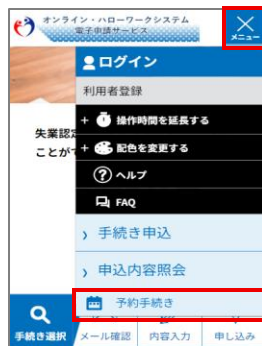 オンライン・ハローワークシステム
電子申請サービス
メニュー
ログイン
利用者登録
+ 操作時間を延長する
+ 配色を変更する
ヘルプ
FAQ
失業認定
ことがで
手続き申込
申込内容照会
予約手続き
手続き選択
メール確認
内容入力
申し込み